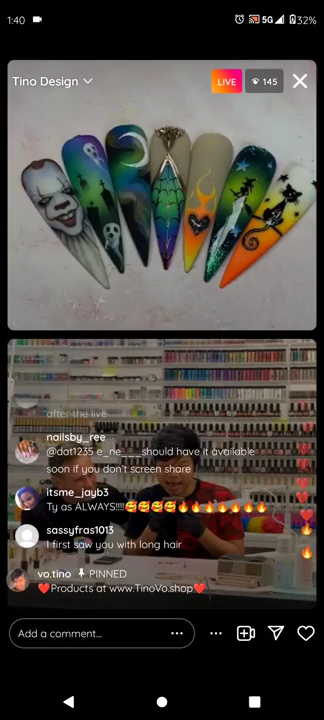 1:40
5G
32%
Tino Design
LIVE
145
after the live
nailsby_ree
@dat1235 e_ne___should have it available
soon if you don't screen share
itsme_jayb3
Ty as ALWAYS!!!!🥰🥰🥰🥰🔥🔥🔥🔥🔥🔥🔥
sassyfras1013
I first saw you with long hair
vo.tino 📌 PINNED
❤️Products at www.TinoVo.shop❤️
Add a comment...